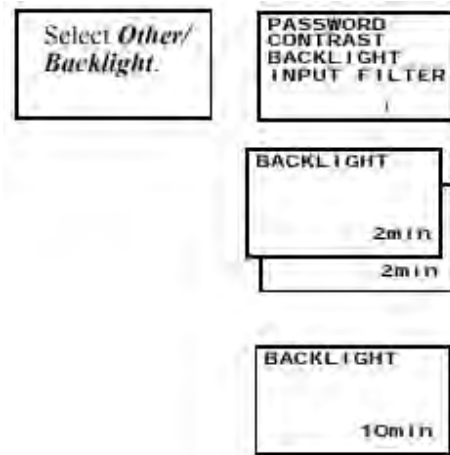 Select Other/
Backlight.
PASSWORD
CONTRAST
BACKLIGHT
INPUT FILTER
BACKLIGHT
2min
2min
BACKLIGHT
10min